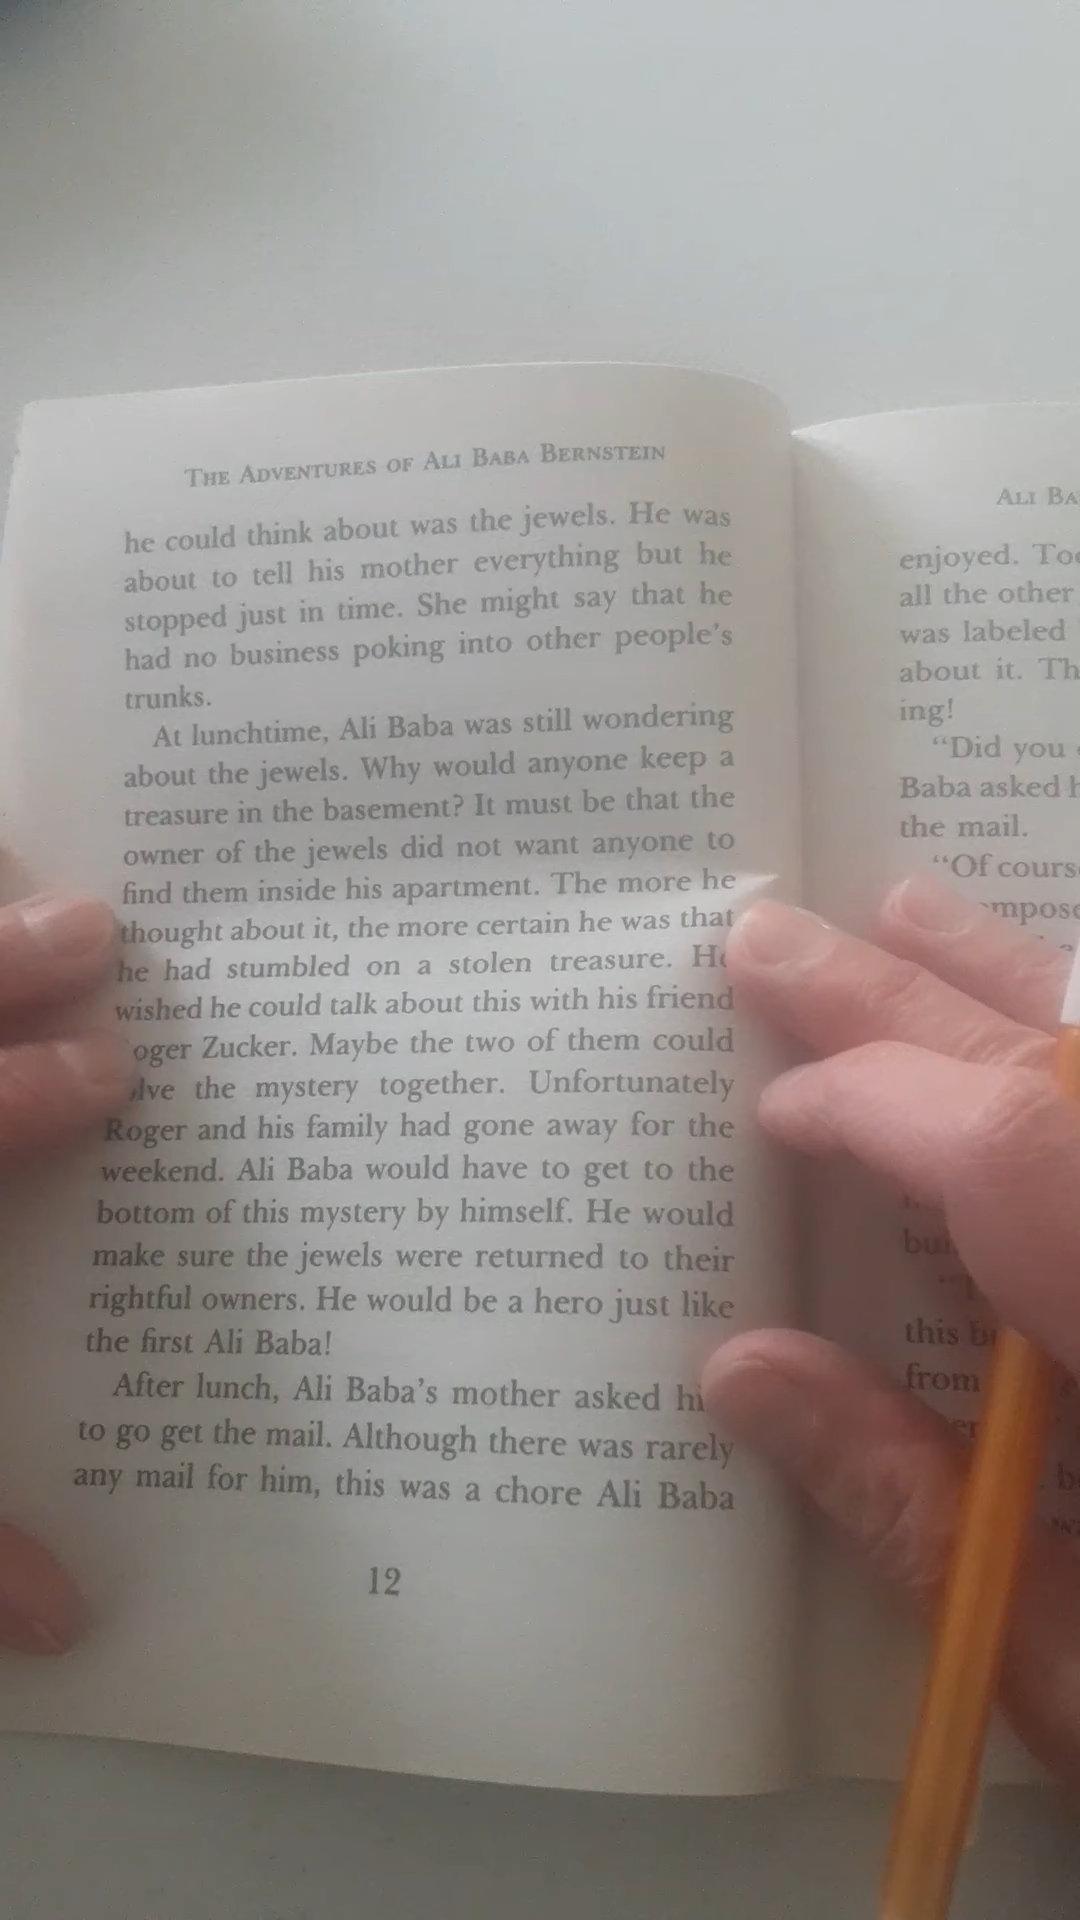 THE ADVENTURES OF ALI BABA BERNSTEIN
he could think about was the jewels. He was
about to tell his mother everything but he
stopped just in time. She might say that he
had no business poking into other people's
trunks.
At lunchtime, Ali Baba was still wondering
about the jewels. Why would anyone keep a
treasure in the basement? It must be that the
owner of the jewels did not want anyone to
find them inside his apartment. The more he
thought about it, the more certain he was that
he had stumbled on a stolen treasure. He
wished he could talk about this with his friend
oger Zucker. Maybe the two of them could
lve the mystery together. Unfortunately
Roger and his family had gone away for the
weekend. Ali Baba would have to get to the
bottom of this mystery by himself. He would
make sure the jewels were returned to their
rightful owners. He would be a hero just like
the first Ali Baba!
After lunch, Ali Baba's mother asked hi
to go get the mail. Although there was rarely
any mail for him, this was a chore Ali Baba
12
ALI BA
enjoyed. Too
all the other
was labeled
about it. Th
ing!
"Did you
Baba asked h
the mail.
"Of cours
mpos
this b
from